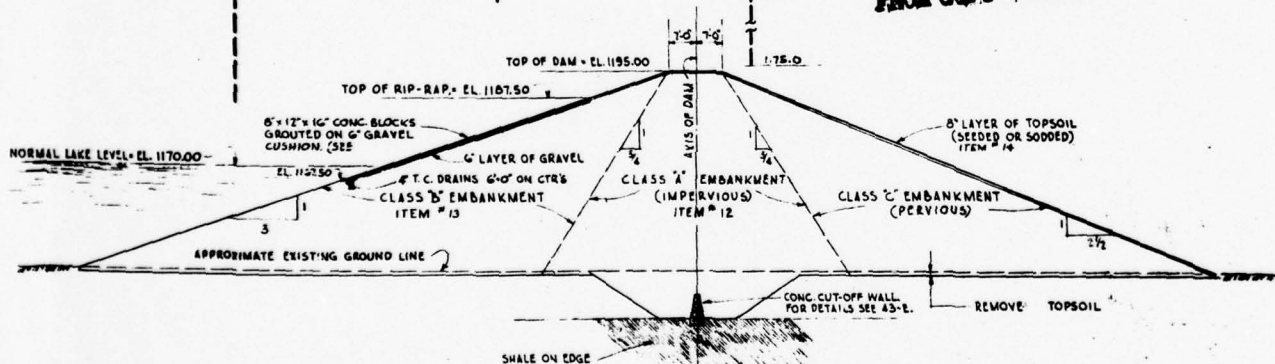 FROM
7'-0" 7'-0"
TOP OF DAM = EL. 1195.00
1:75.0
TOP OF RIP-RAP = EL. 1187.50
AXIS OF DAM
8" x 12" x 16" CONC. BLOCKS
GROUTED ON 6" GRAVEL
CUSHION. (SEE
8" LAYER OF TOPSOIL
(SEEDED OR SODDED)
ITEM # 14
1
3/4
1
3/4
NORMAL LAKE LEVEL = EL. 1170.00
6" LAYER OF GRAVEL
EL. 1167.50
4" T.C. DRAINS 6'-0" ON CTR'S
CLASS "B" EMBANKMENT
ITEM # 13
CLASS "A" EMBANKMENT
(IMPERVIOUS)
ITEM # 12
CLASS "C" EMBANKMENT
(PERVIOUS)
1
3
1
2 1/2
APPROXIMATE EXISTING GROUND LINE
CONC. CUT-OFF WALL
FOR DETAILS SEE 43-E.
REMOVE TOPSOIL
SHALE ON EDGE